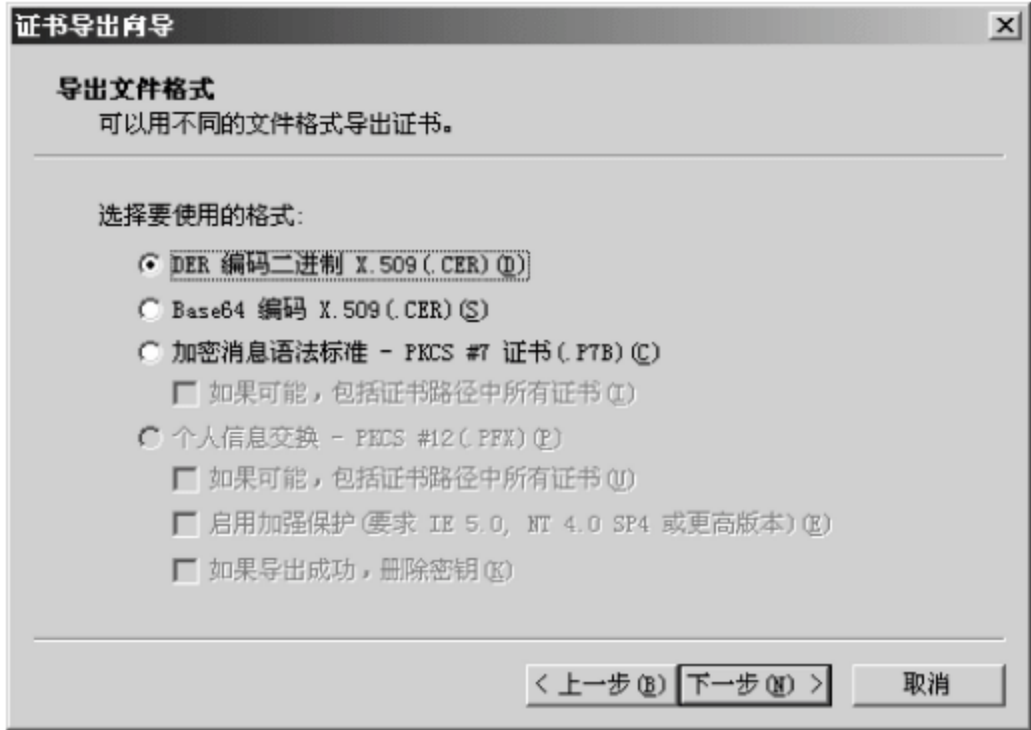 证书导出向导
导出文件格式
可以用不同的文件格式导出证书。
选择要使用的格式:
DER 编码二进制 X.509(.CER)(D)
Base64 编码 X.509(.CER)(S)
加密消息语法标准 - PKCS #7 证书(.P7B)(C)
如果可能,包括证书路径中所有证书(I)
个人信息交换 - PKCS #12(.PFX)(P)
如果可能,包括证书路径中所有证书(U)
启用加强保护(要求 IE 5.0, NT 4.0 SP4 或更高版本)(E)
如果导出成功,删除密钥(K)
< 上一步(B) 下一步(N) > 取消